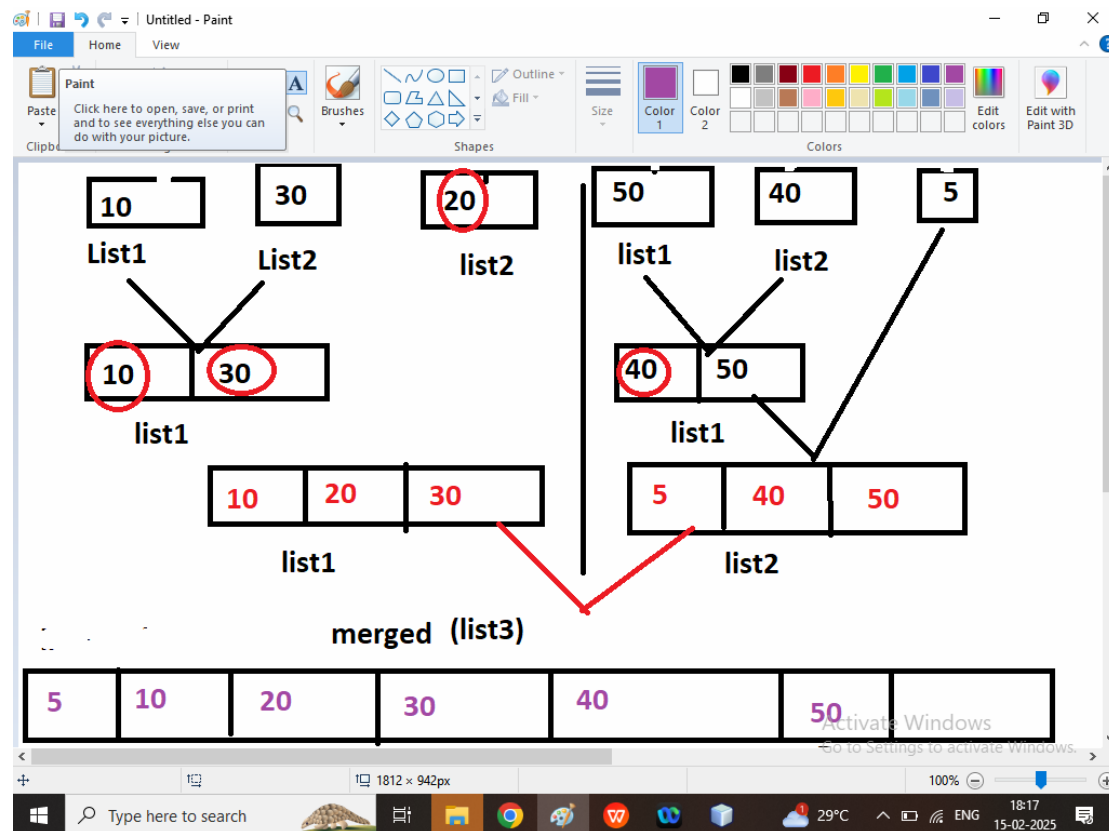 Untitled - Paint
File Home View
Paint
Click here to open, save, or print
and to see everything else you can
do with your picture.
Paste
A
Brushes
Outline
Fill
Size
Color
1
Color
2
Edit
colors
Edit with
Paint 3D
Shapes
Colors
10 30 20 50 40 5
List1 List2 list2 list1 list2
10 30 40 50
list1 list1
10 20 30 5 40 50
list1 list2
merged (list3)
5 10 20 30 40 50
Activate Windows
Go to Settings to activate Windows.
1812 × 942px 100%
Type here to search
1
29°C
ENG
18:17
15-02-2025